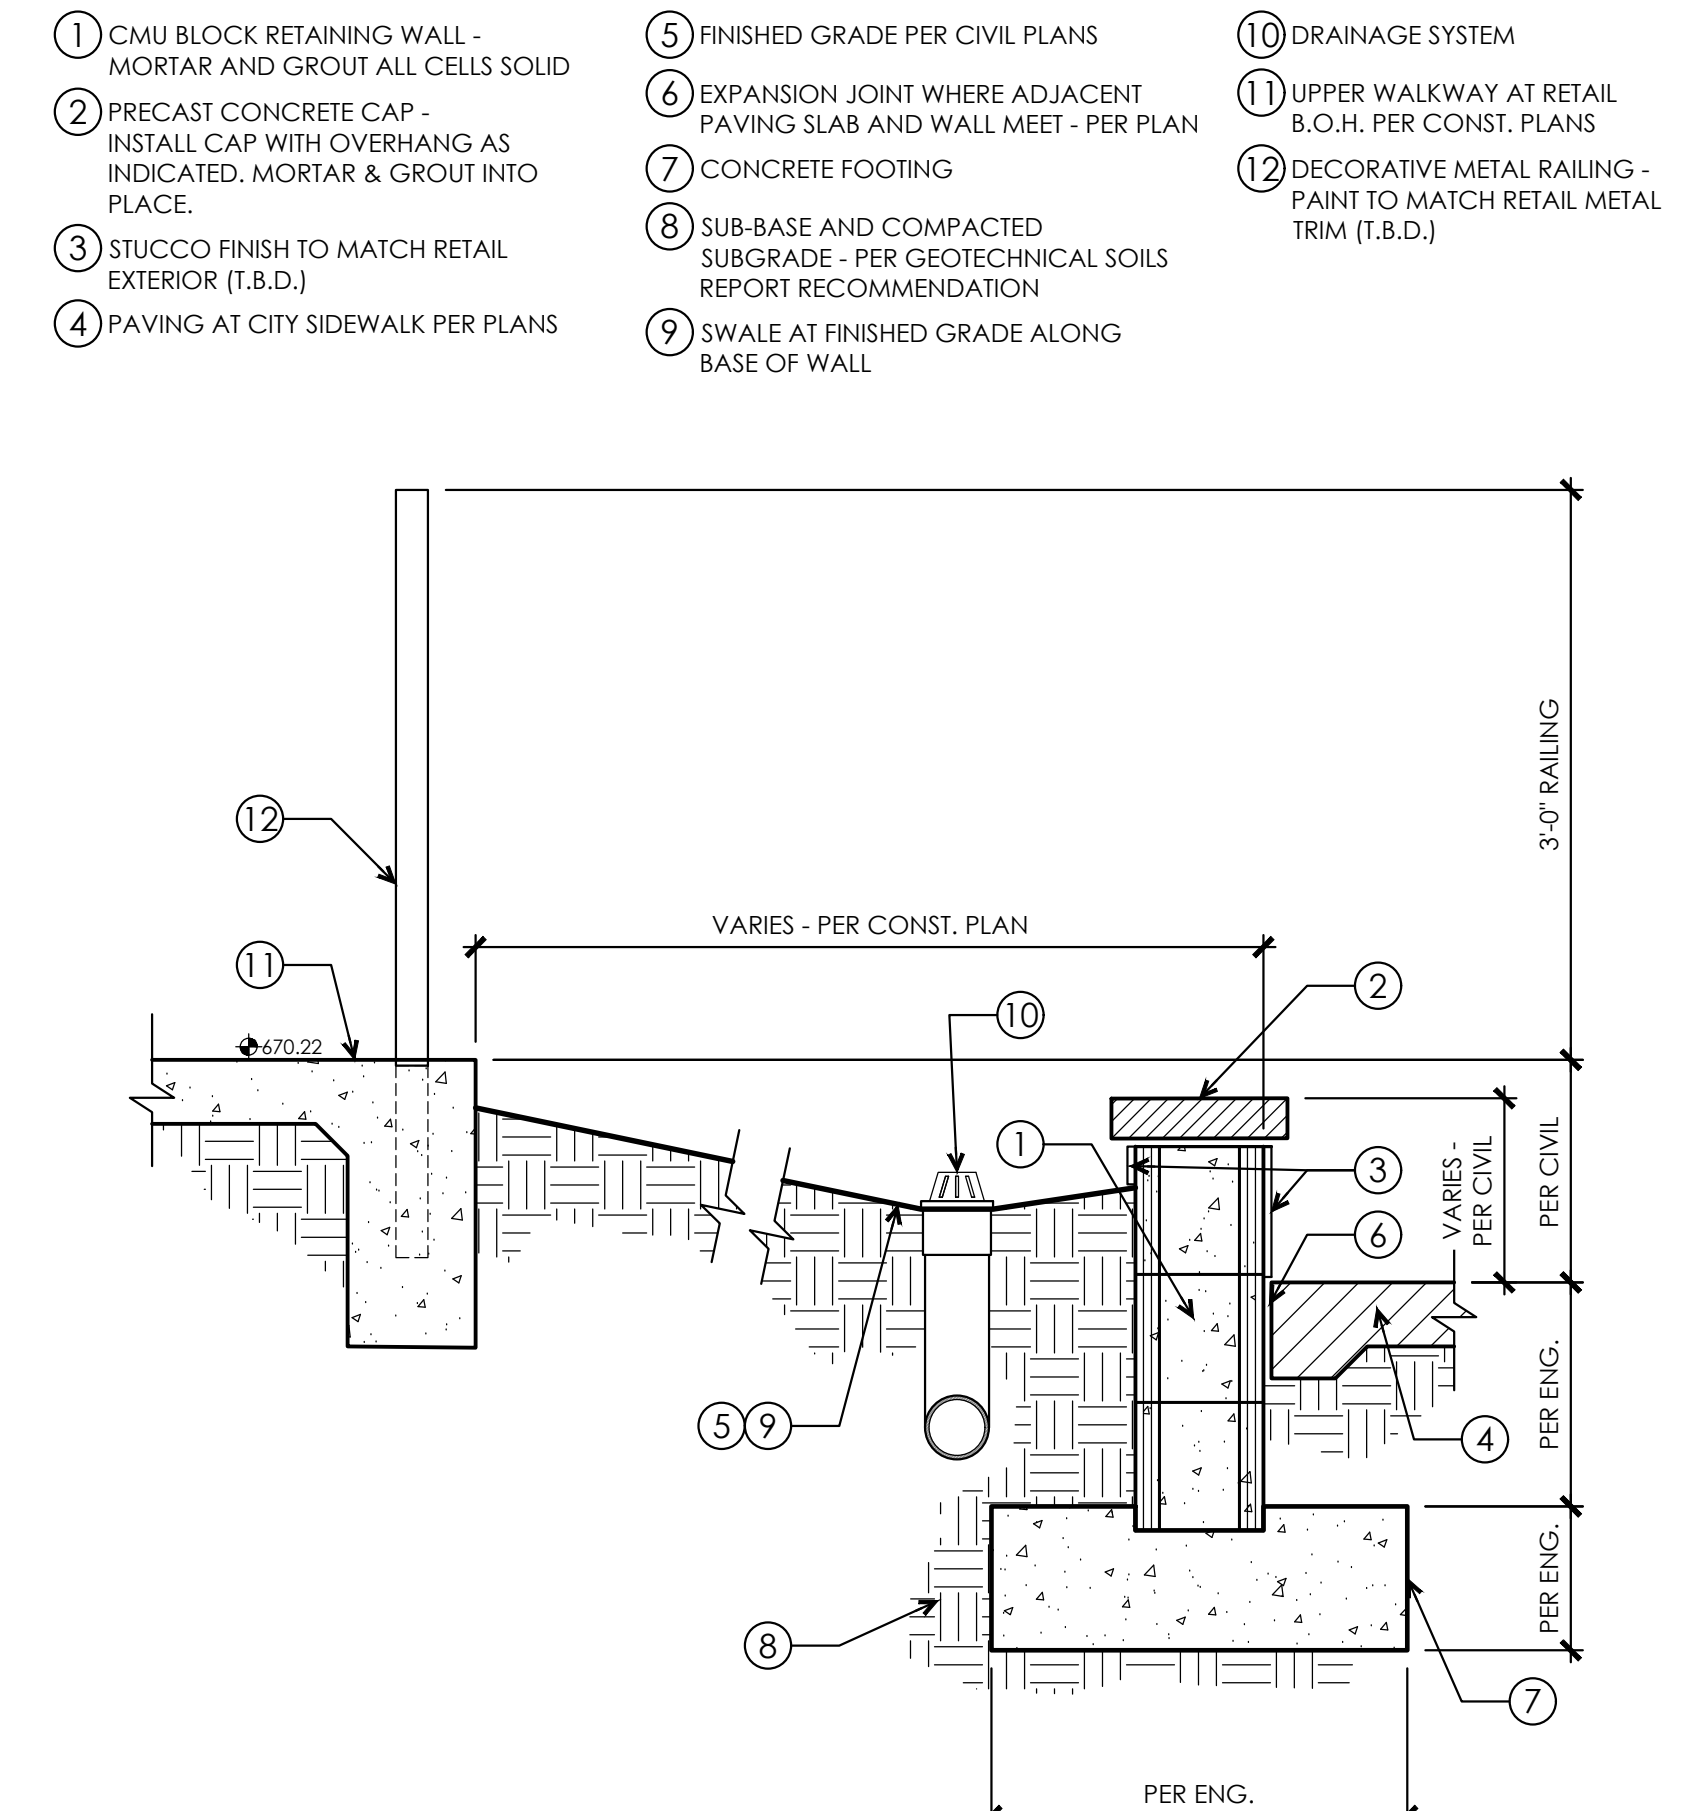 1 CMU BLOCK RETAINING WALL -
MORTAR AND GROUT ALL CELLS SOLID
2 PRECAST CONCRETE CAP -
INSTALL CAP WITH OVERHANG AS
INDICATED. MORTAR & GROUT INTO
PLACE.
3 STUCCO FINISH TO MATCH RETAIL
EXTERIOR (T.B.D.)
4 PAVING AT CITY SIDEWALK PER PLANS
5 FINISHED GRADE PER CIVIL PLANS
6 EXPANSION JOINT WHERE ADJACENT
PAVING SLAB AND WALL MEET - PER PLAN
7 CONCRETE FOOTING
8 SUB-BASE AND COMPACTED
SUBGRADE - PER GEOTECHNICAL SOILS
REPORT RECOMMENDATION
9 SWALE AT FINISHED GRADE ALONG
BASE OF WALL
10 DRAINAGE SYSTEM
11 UPPER WALKWAY AT RETAIL
B.O.H. PER CONST. PLANS
12 DECORATIVE METAL RAILING -
PAINT TO MATCH RETAIL METAL
TRIM (T.B.D.)
3'-0" RAILING
12
VARIES - PER CONST. PLAN
11
2
10
670.22
1
3
VARIES -
PER CIVIL
PER CIVIL
6
5 9
4
PER ENG.
PER ENG.
8
7
PER ENG.